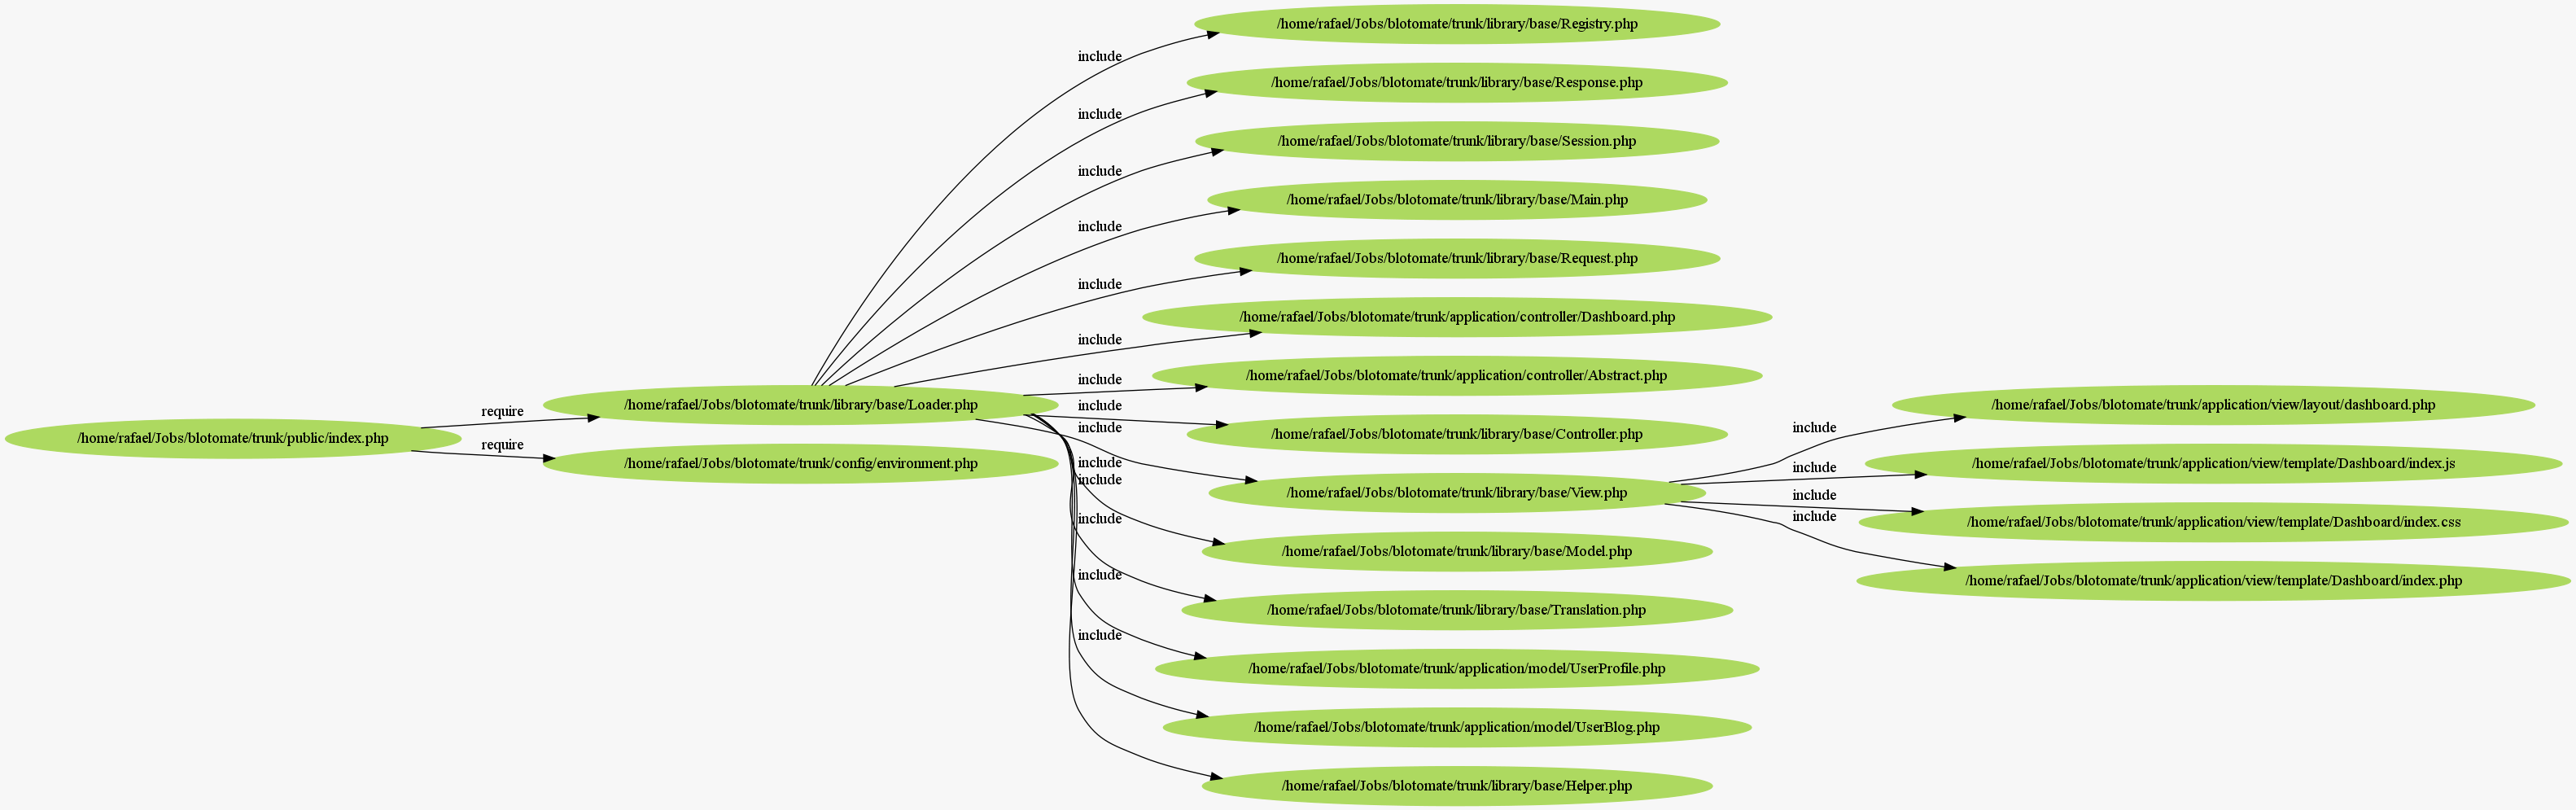 /home/rafael/Jobs/blotomate/trunk/public/index.php
require
require
/home/rafael/Jobs/blotomate/trunk/library/base/Loader.php
/home/rafael/Jobs/blotomate/trunk/config/environment.php
include
include
include
include
include
include
include
include
include
include
include
include
include
include
/home/rafael/Jobs/blotomate/trunk/library/base/Registry.php
/home/rafael/Jobs/blotomate/trunk/library/base/Response.php
/home/rafael/Jobs/blotomate/trunk/library/base/Session.php
/home/rafael/Jobs/blotomate/trunk/library/base/Main.php
/home/rafael/Jobs/blotomate/trunk/library/base/Request.php
/home/rafael/Jobs/blotomate/trunk/application/controller/Dashboard.php
/home/rafael/Jobs/blotomate/trunk/application/controller/Abstract.php
/home/rafael/Jobs/blotomate/trunk/library/base/Controller.php
/home/rafael/Jobs/blotomate/trunk/library/base/View.php
/home/rafael/Jobs/blotomate/trunk/library/base/Model.php
/home/rafael/Jobs/blotomate/trunk/library/base/Translation.php
/home/rafael/Jobs/blotomate/trunk/application/model/UserProfile.php
/home/rafael/Jobs/blotomate/trunk/application/model/UserBlog.php
/home/rafael/Jobs/blotomate/trunk/library/base/Helper.php
include
include
include
include
/home/rafael/Jobs/blotomate/trunk/application/view/layout/dashboard.php
/home/rafael/Jobs/blotomate/trunk/application/view/template/Dashboard/index.js
/home/rafael/Jobs/blotomate/trunk/application/view/template/Dashboard/index.css
/home/rafael/Jobs/blotomate/trunk/application/view/template/Dashboard/index.php